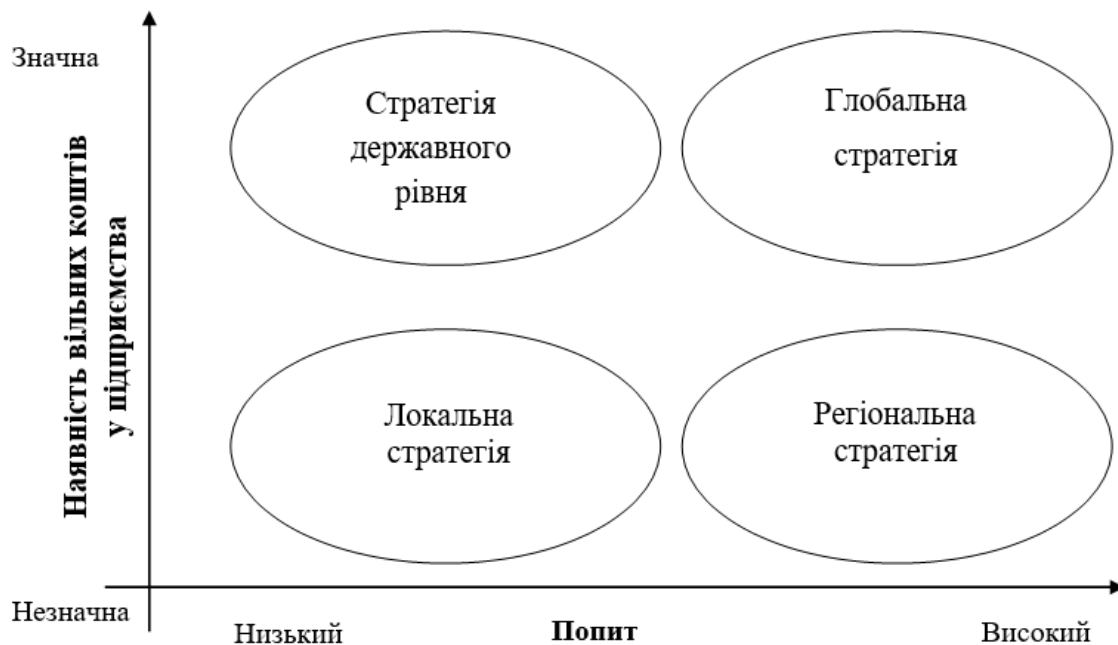 Значна
Наявність вільних коштів
у підприємства
Стратегія
державного
рівня
Глобальна
стратегія
Локальна
стратегія
Регіональна
стратегія
Незначна
Низький
Попит
Високий